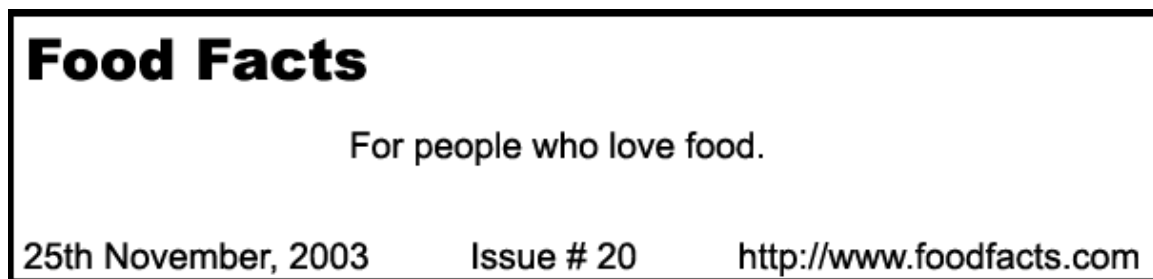 Food Facts
For people who love food.
25th November, 2003 Issue # 20 http://www.foodfacts.com